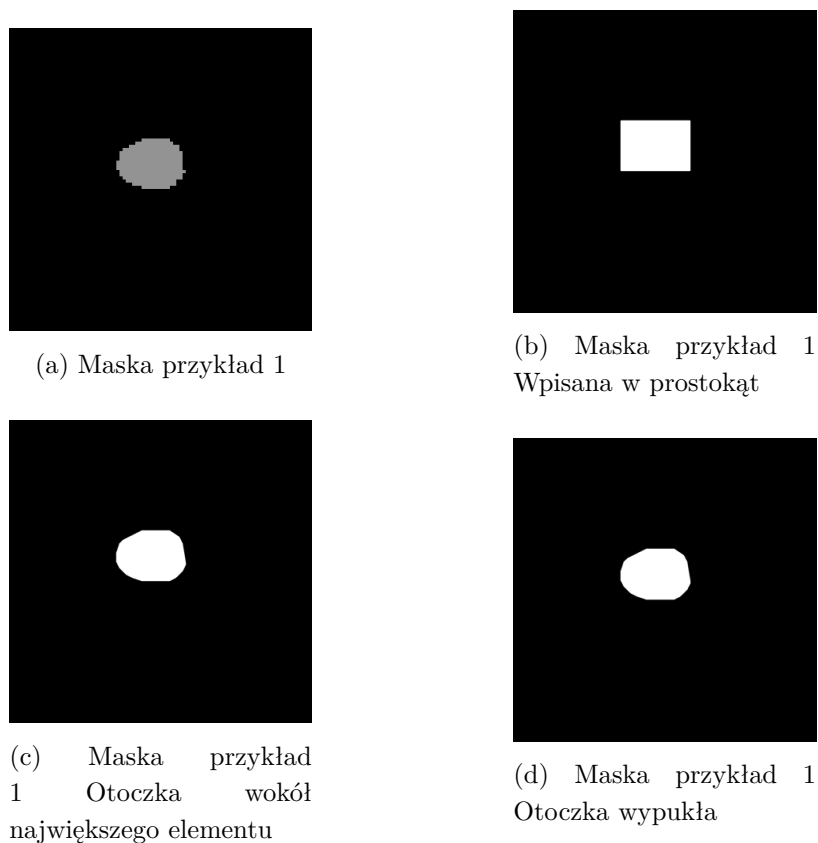 (a) Maska przykład 1
(b) Maska przykład 1
Wpisana w prostokąt
(c) Maska przykład
1 Otoczka wokół
największego elementu
(d) Maska przykład 1
Otoczka wypukła